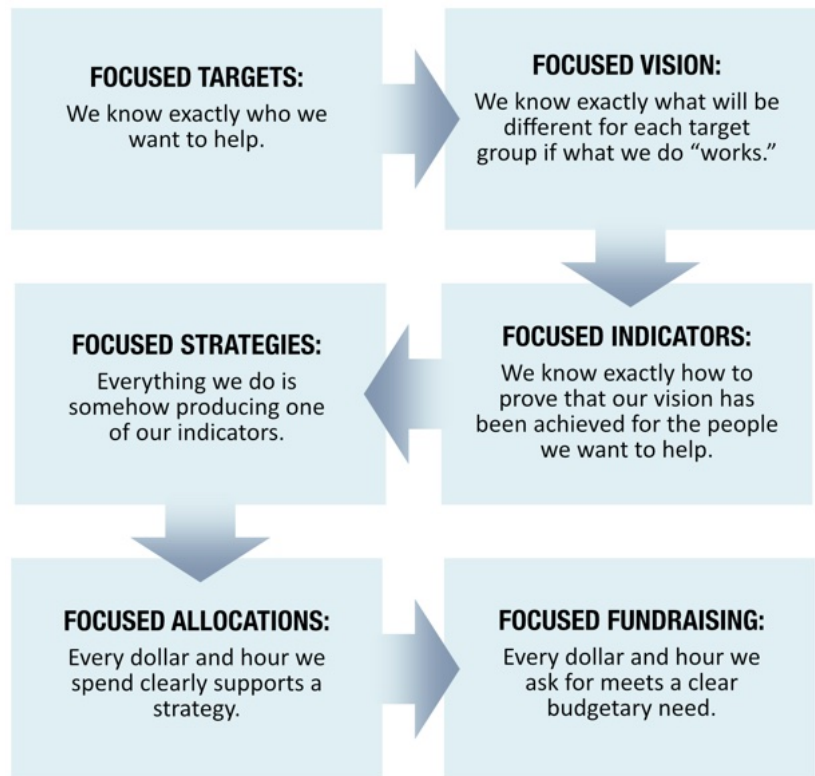 FOCUSED TARGETS:
We know exactly who we
want to help.
FOCUSED VISION:
We know exactly what will be
different for each target
group if what we do “works.”
FOCUSED INDICATORS:
We know exactly how to
prove that our vision has
been achieved for the people
we want to help.
FOCUSED STRATEGIES:
Everything we do is
somehow producing one
of our indicators.
FOCUSED ALLOCATIONS:
Every dollar and hour we
spend clearly supports a
strategy.
FOCUSED FUNDRAISING:
Every dollar and hour we
ask for meets a clear
budgetary need.